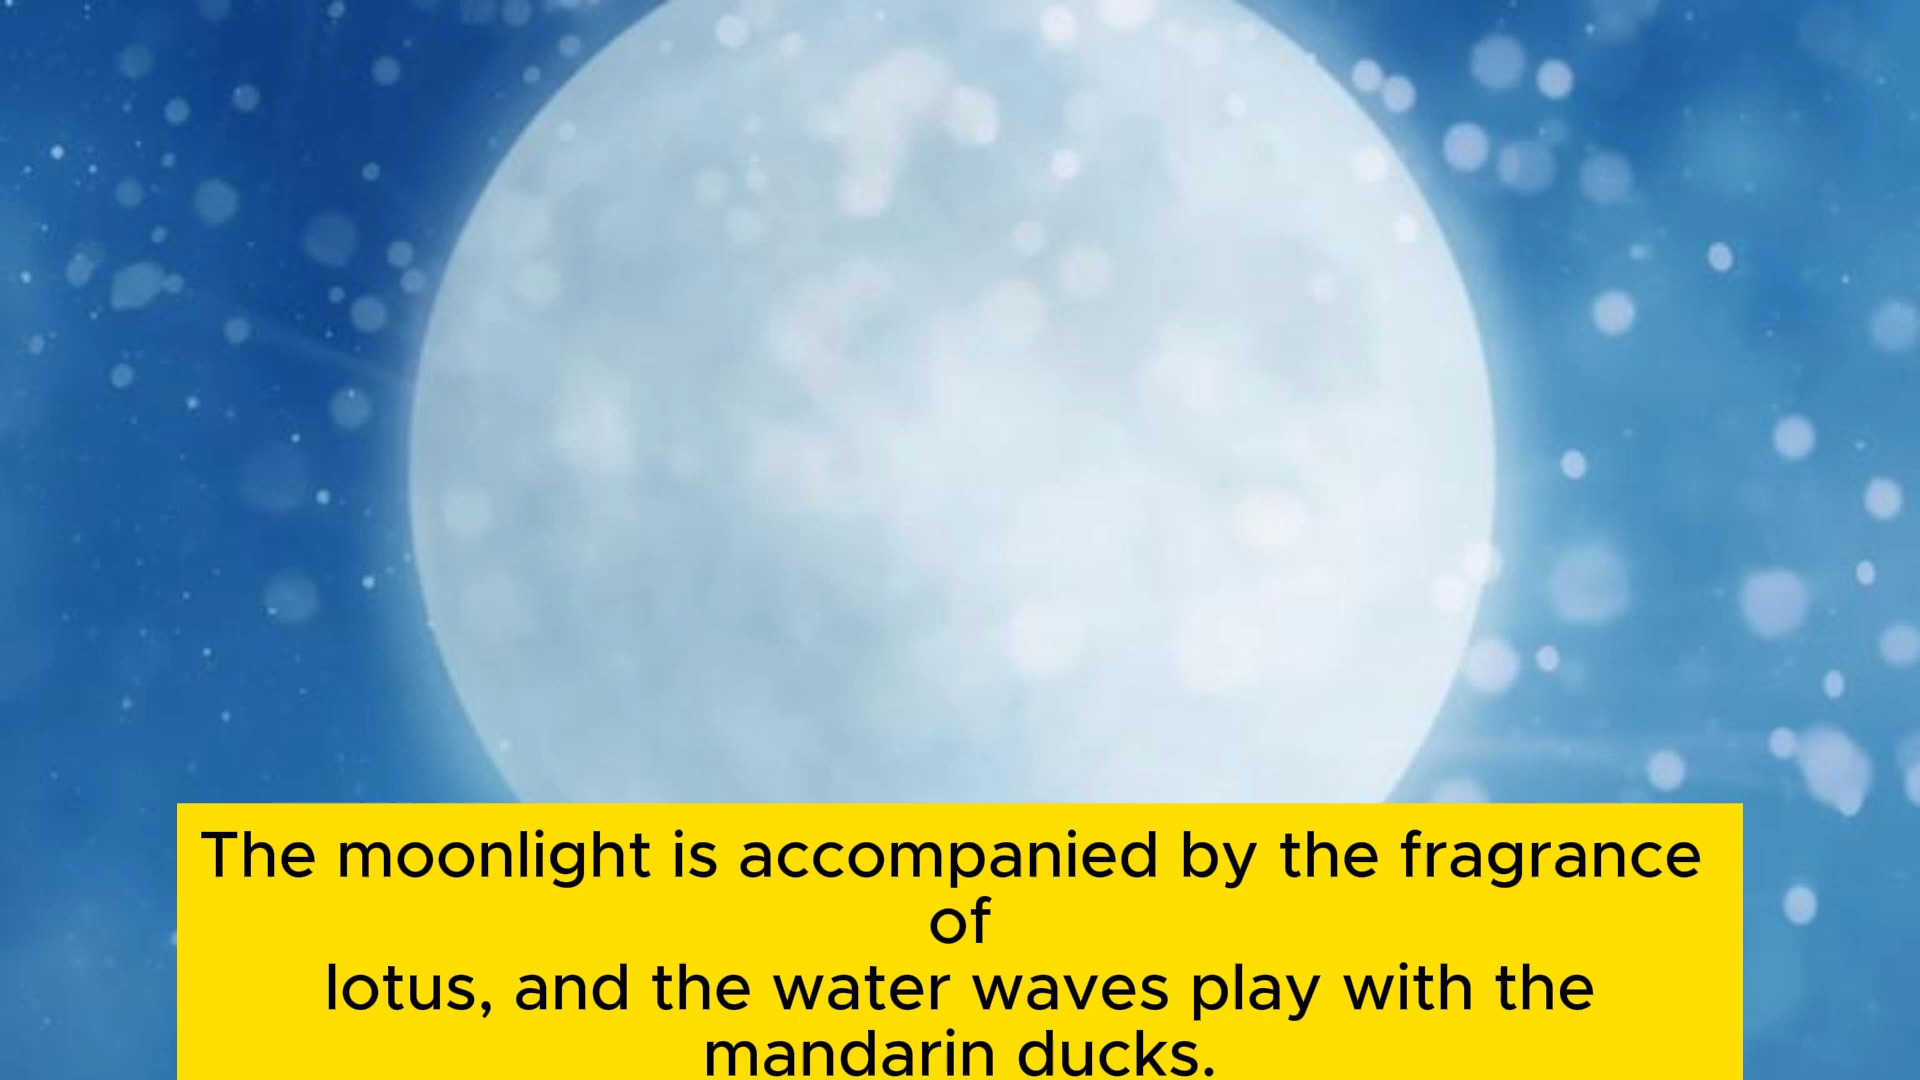 The moonlight is accompanied by the fragrance
of
lotus, and the water waves play with the
mandarin ducks.